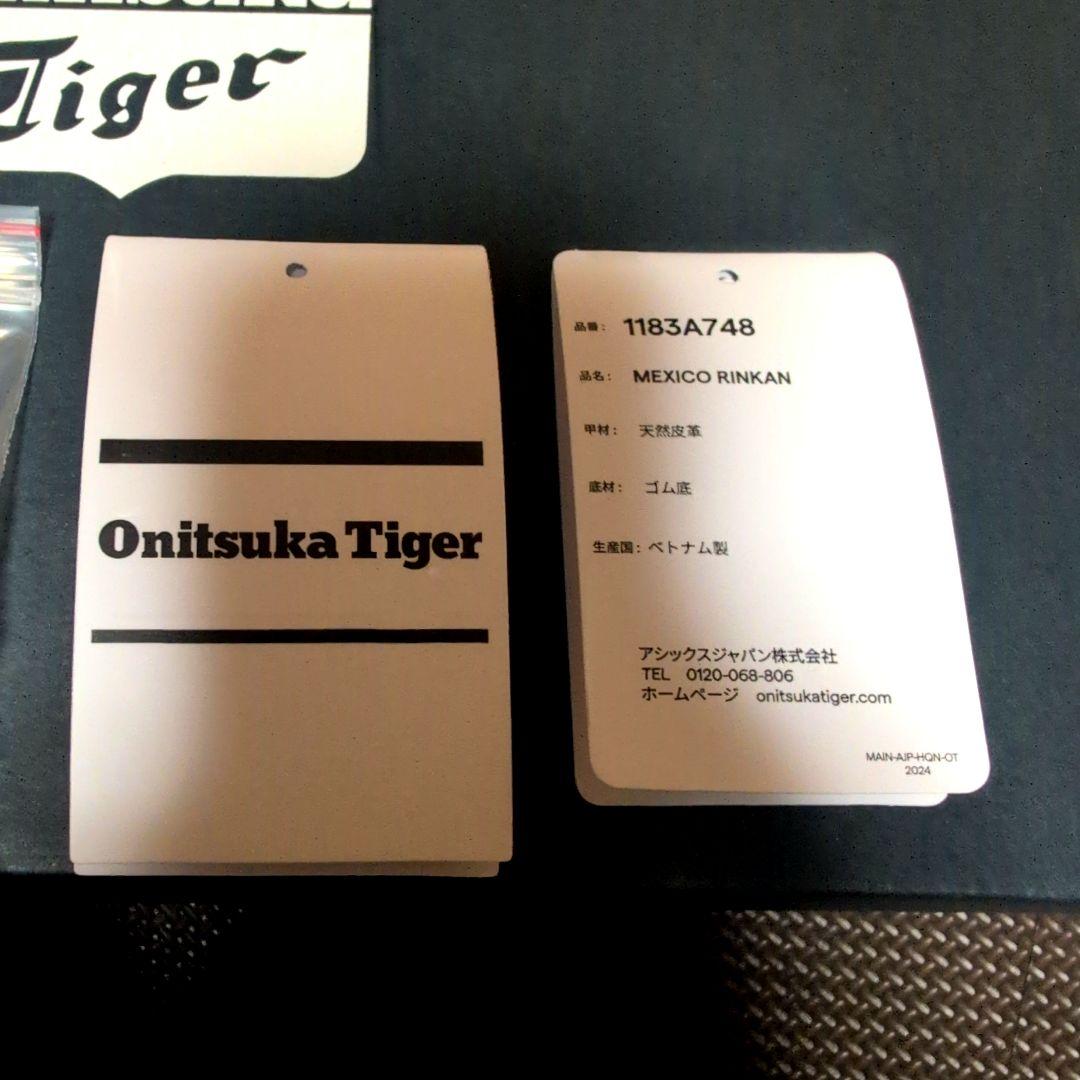 Tiger
Onitsuka Tiger
品番： 1183A748
品名： MEXICO RINKAN
甲材： 天然皮革
底材： ゴム底
生産国： ベトナム製
アシックスジャパン株式会社
TEL 0120-068-806
ホームページ onitsukatiger.com
MAIN-AJP-HQN-OT
2024